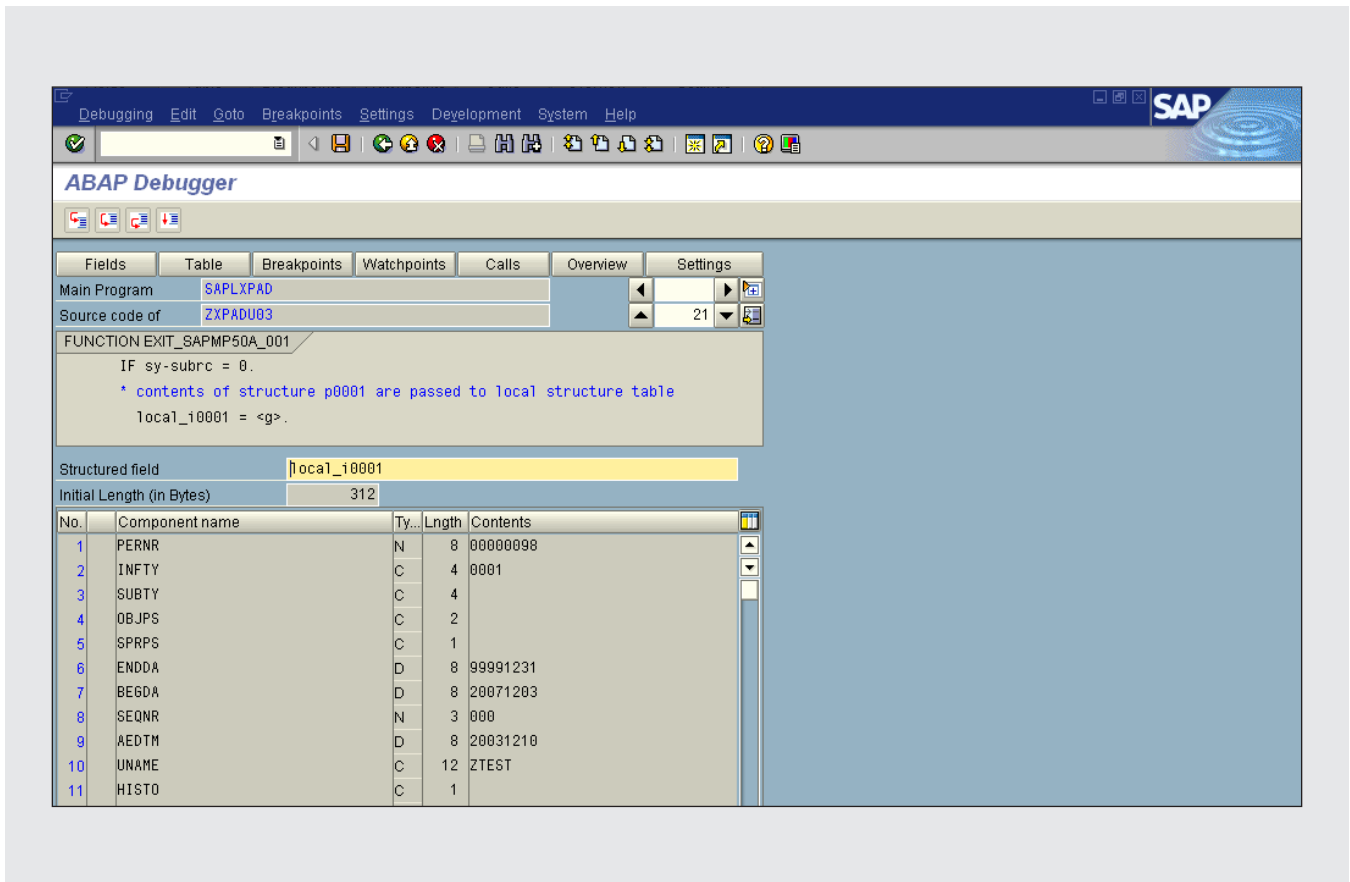 Debugging Edit Goto Breakpoints Settings Development System Help
SAP
ABAP Debugger
Fields Table Breakpoints Watchpoints Calls Overview Settings
Main Program SAPLXPAD
Source code of ZXPADU03 21
FUNCTION EXIT_SAPMP50A_001
IF sy-subrc = 0.
* contents of structure p0001 are passed to local structure table
local_i0001 = <g>.
Structured field local_i0001
Initial Length (in Bytes) 312
No. Component name Ty... Lngth Contents
1 PERNR N 8 00000098
2 INFTY C 4 0001
3 SUBTY C 4
4 OBJPS C 2
5 SPRPS C 1
6 ENDDA D 8 99991231
7 BEGDA D 8 20071203
8 SEQNR N 3 000
9 AEDTM D 8 20031210
10 UNAME C 12 ZTEST
11 HISTO C 1